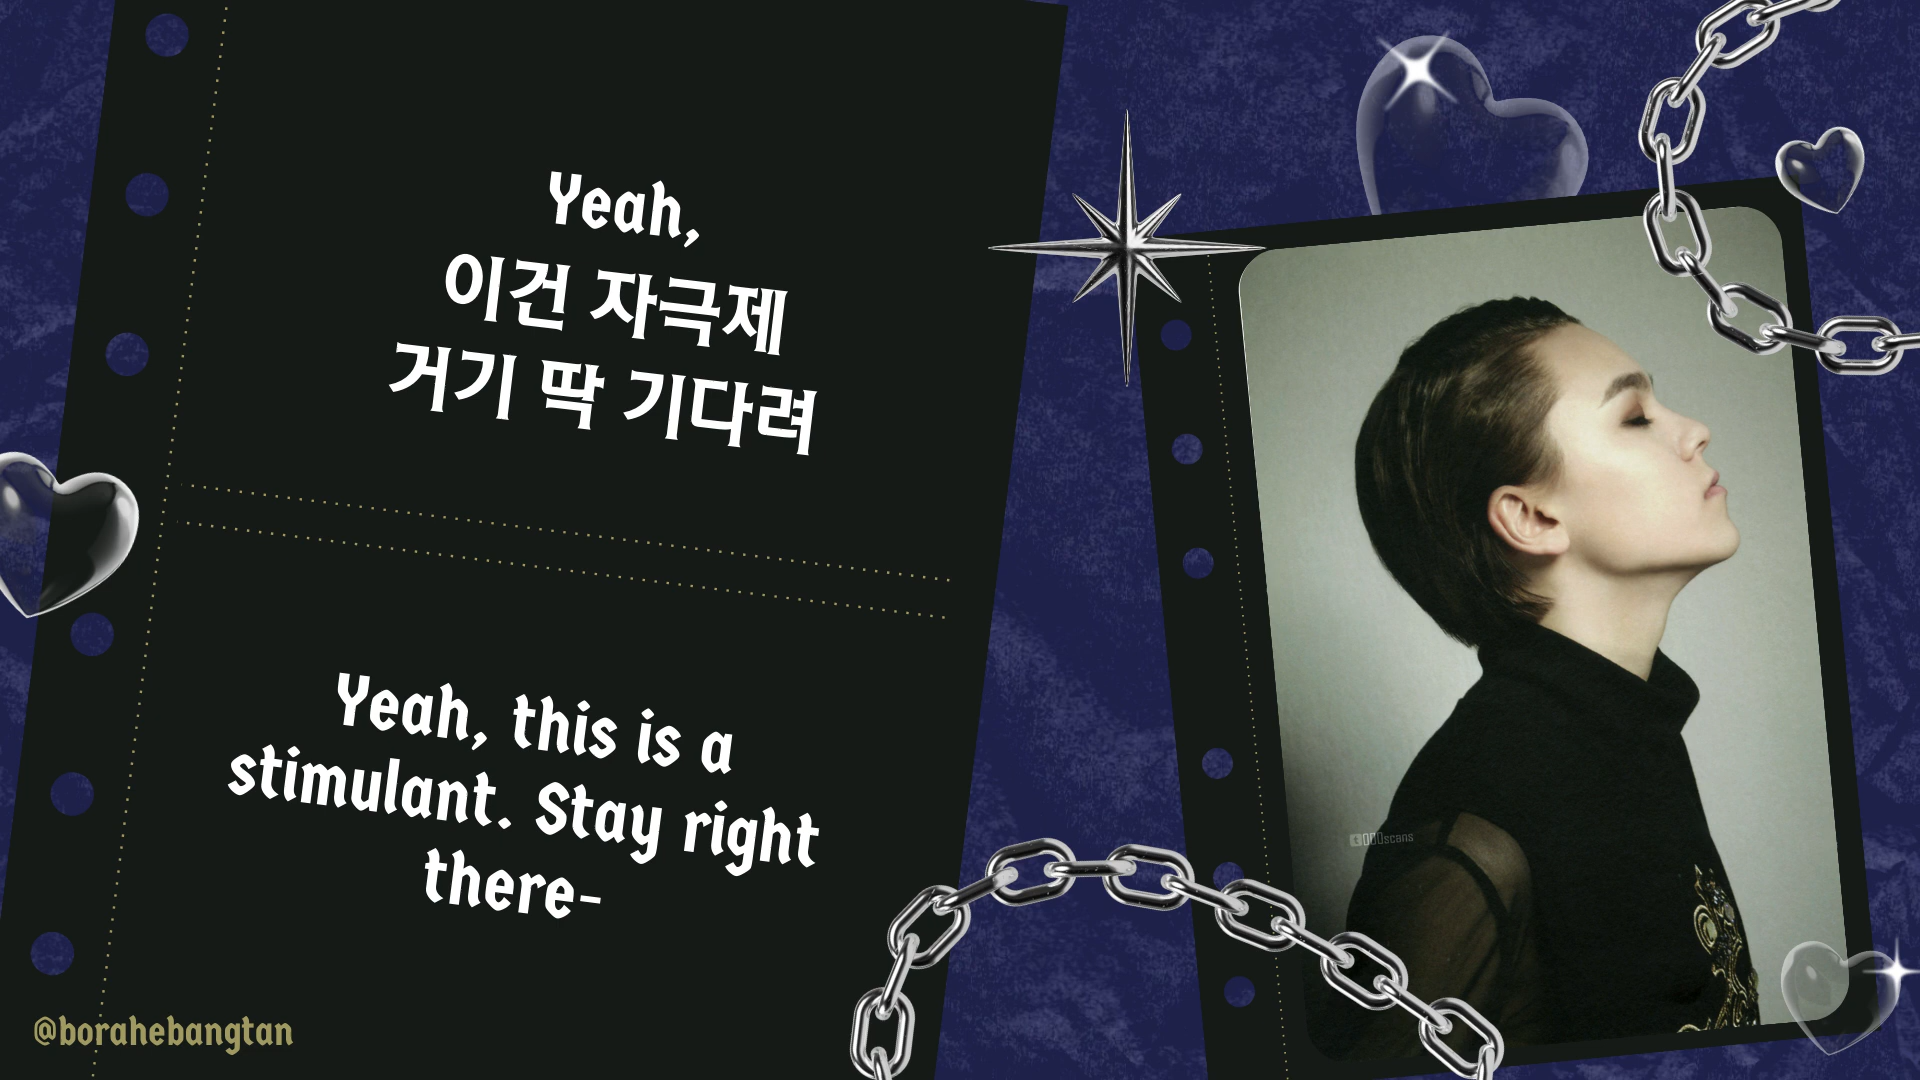 Yeah,
이건 자극제
거기 딱 기다려
Yeah, this is a
stimulant. Stay right
there-
@borahebangtan
scans